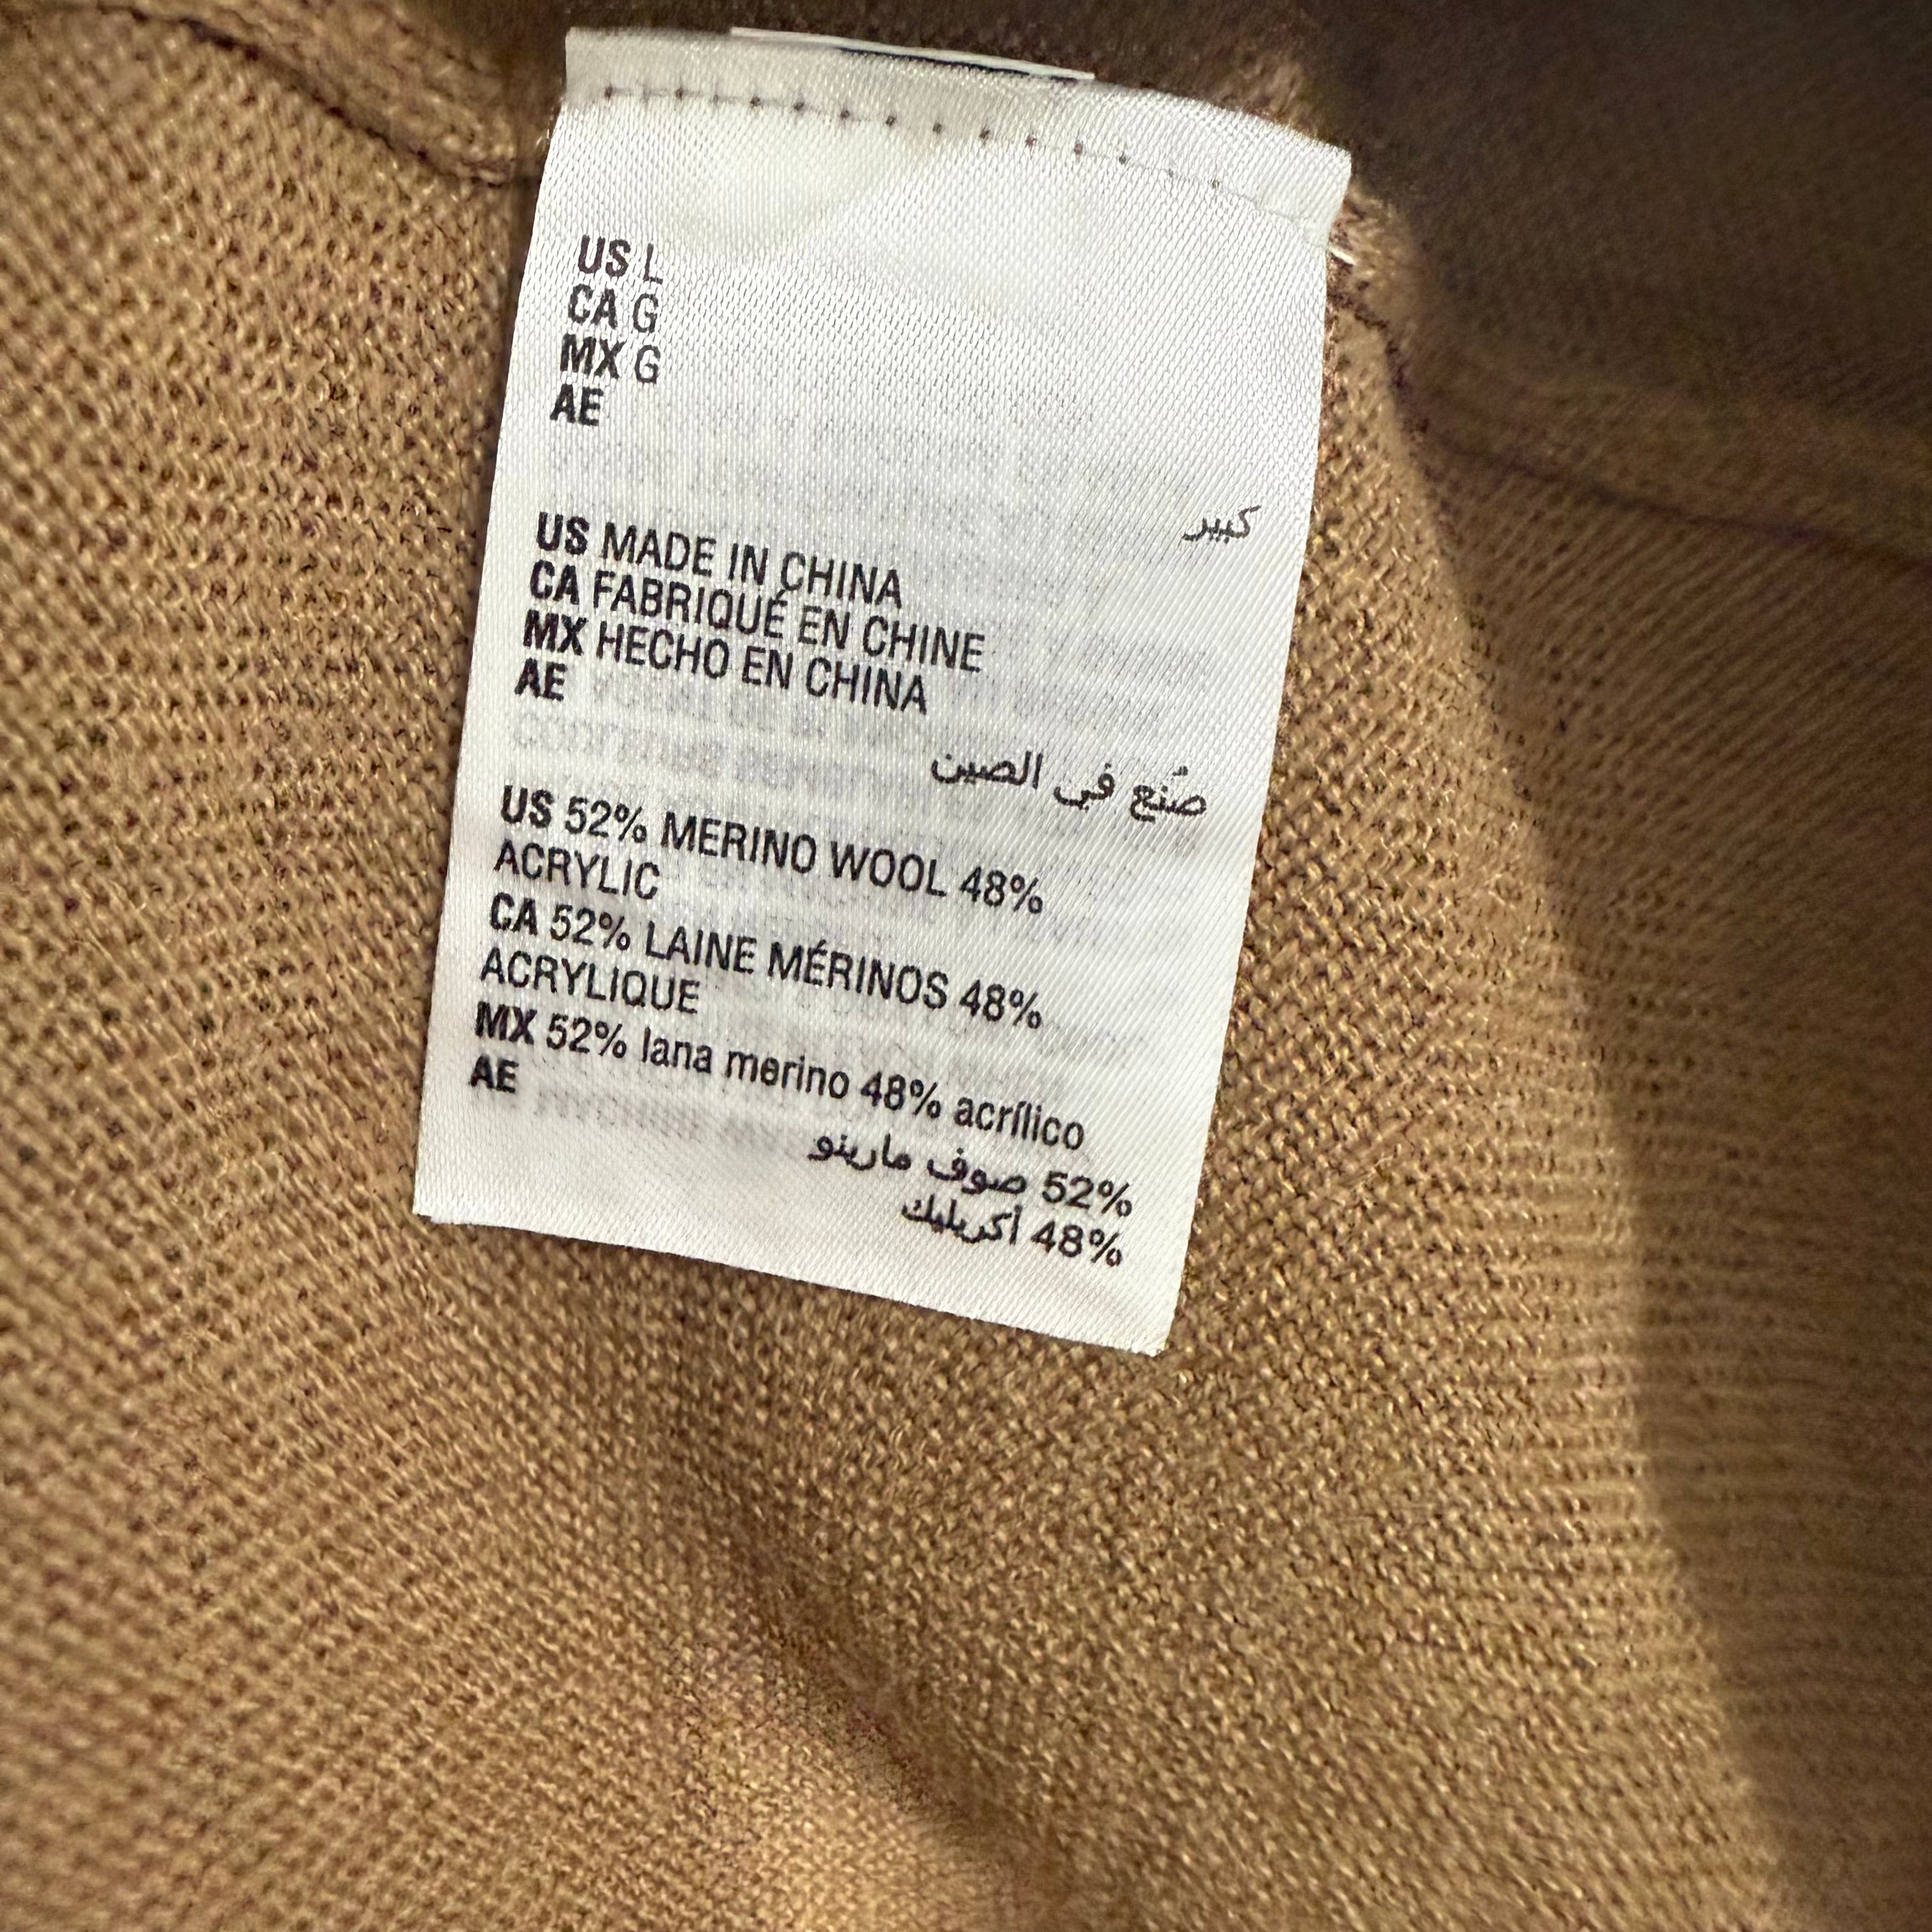 US L
CA G
MX G
AE
كبير
US MADE IN CHINA
CA FABRIQUÉ EN CHINE
MX HECHO EN CHINA
AE
صُنع في الصين
US 52% MERINO WOOL 48%
ACRYLIC
CA 52% LAINE MÉRINOS 48%
ACRYLIQUE
MX 52% lana merino 48% acrílico
AE
52% صوف مارينو
48% أكريليك